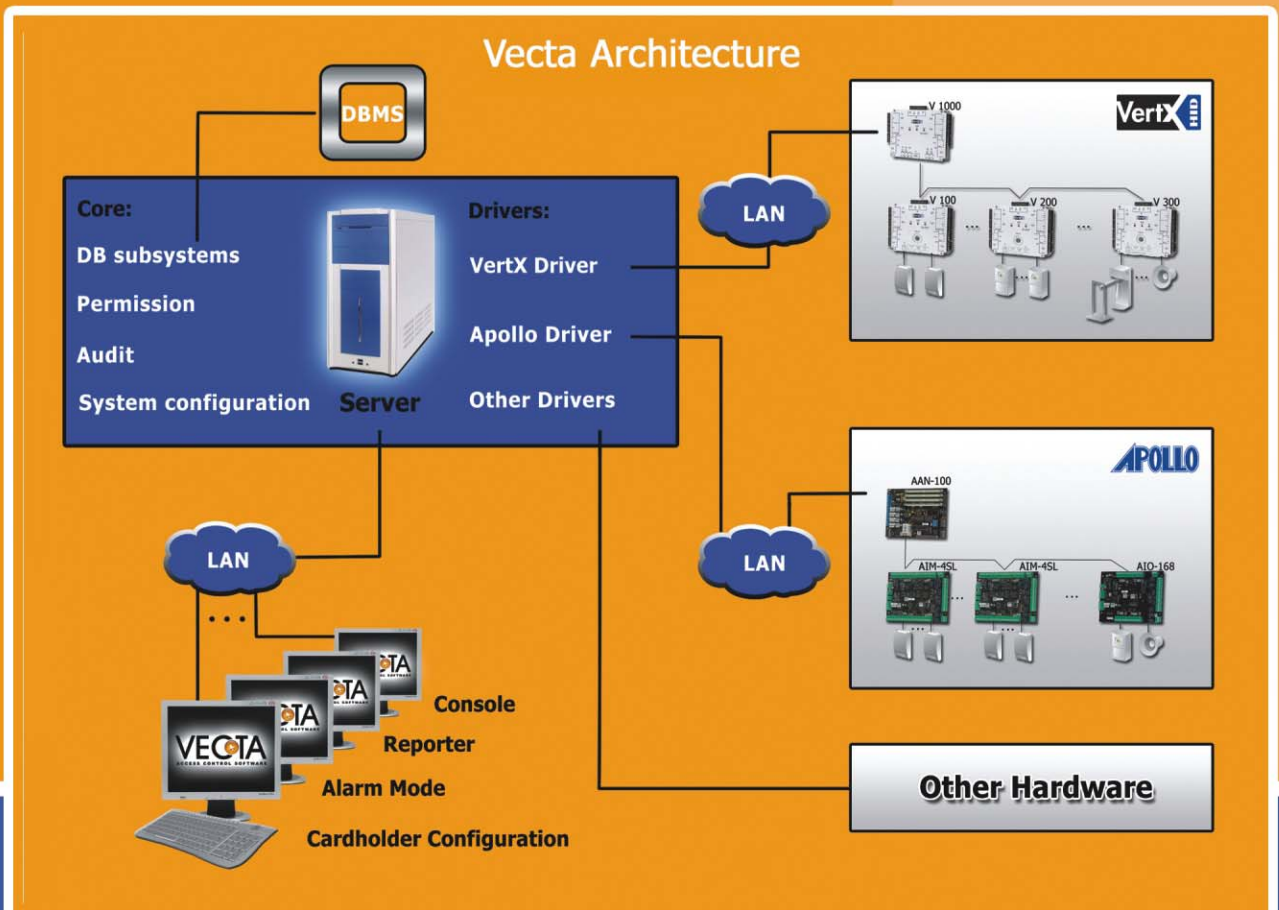 Vecta Architecture
DBMS
Core:
DB subsystems
Permission
Audit
System configuration
Server
Drivers:
VertX Driver
Apollo Driver
Other Drivers
LAN
VertX HID
V 1000
V 100
V 200
V 300
...
...
...
LAN
APOLLO
AAN-100
AIM-4SL
AIM-4SL
AIO-168
...
...
...
...
Other Hardware
LAN
...
Console
Reporter
Alarm Mode
Cardholder Configuration
VECTA
ACCESS CONTROL SOFTWARE